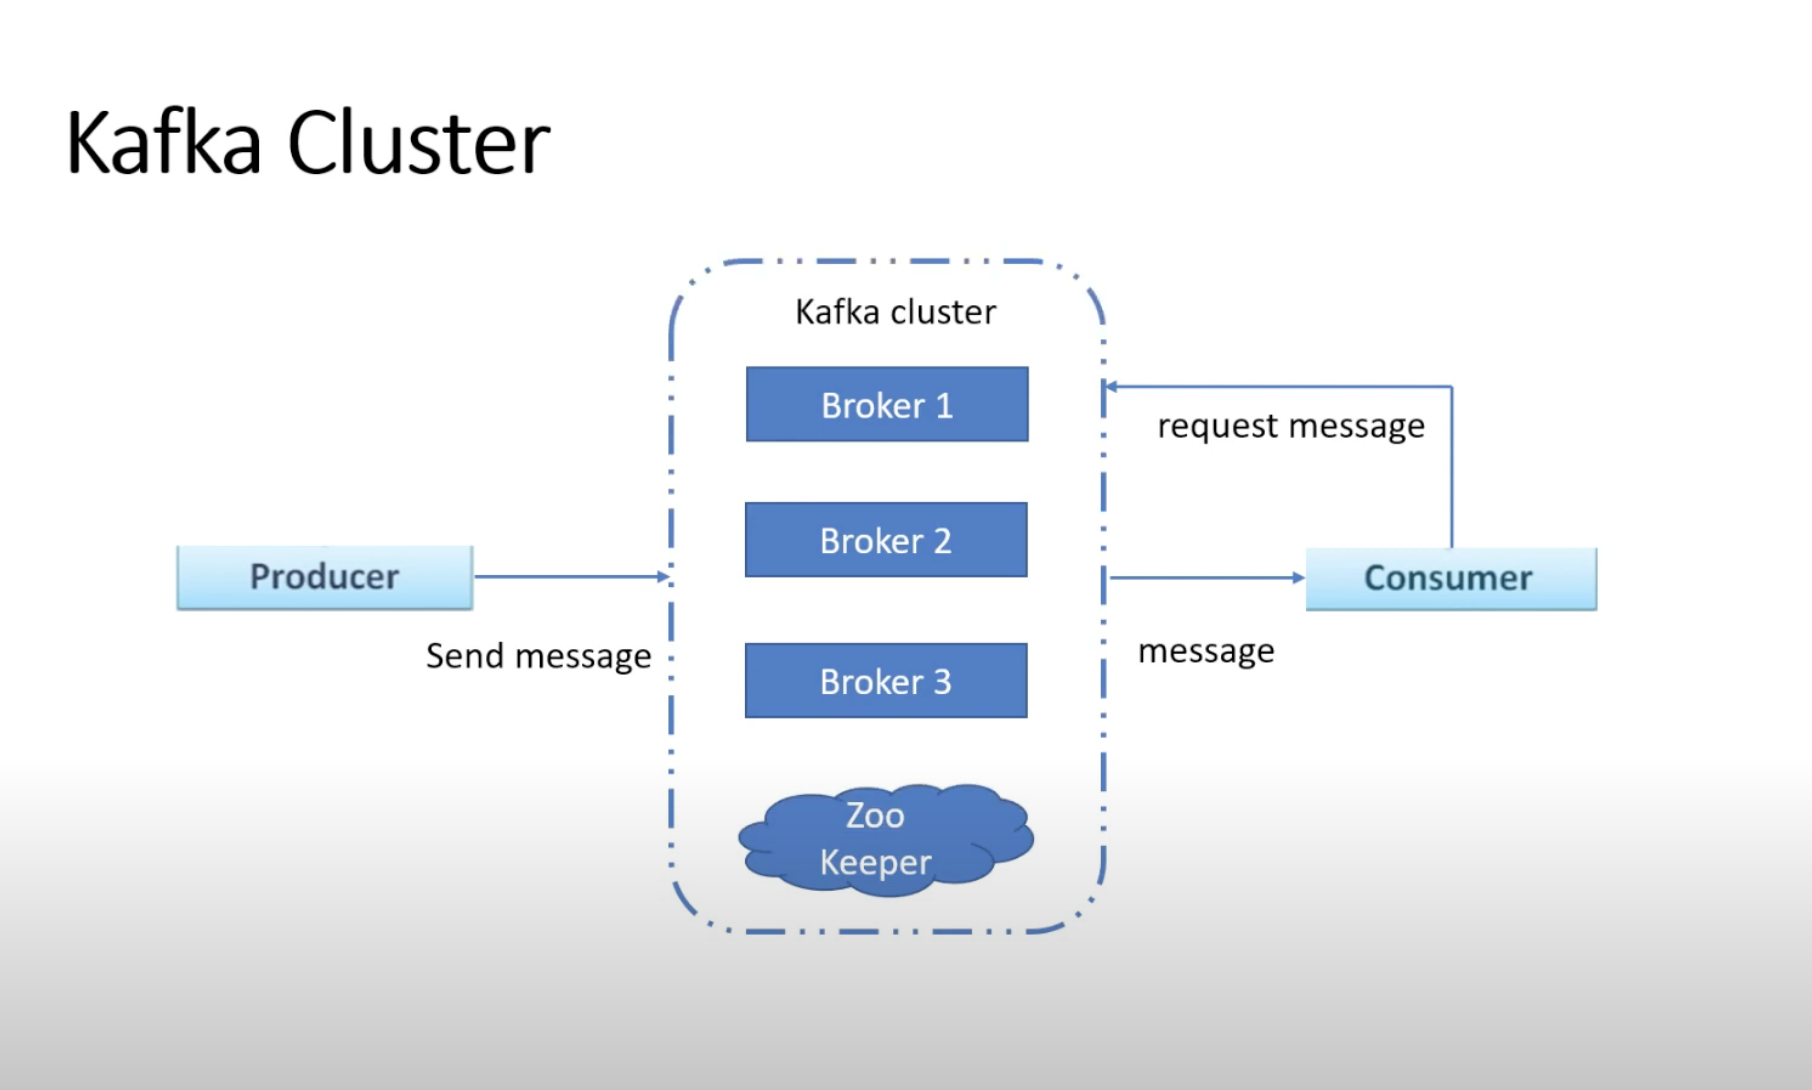 Kafka Cluster
Kafka cluster
Broker 1
request message
Broker 2
Producer
Consumer
Send message
message
Broker 3
Zoo
Keeper